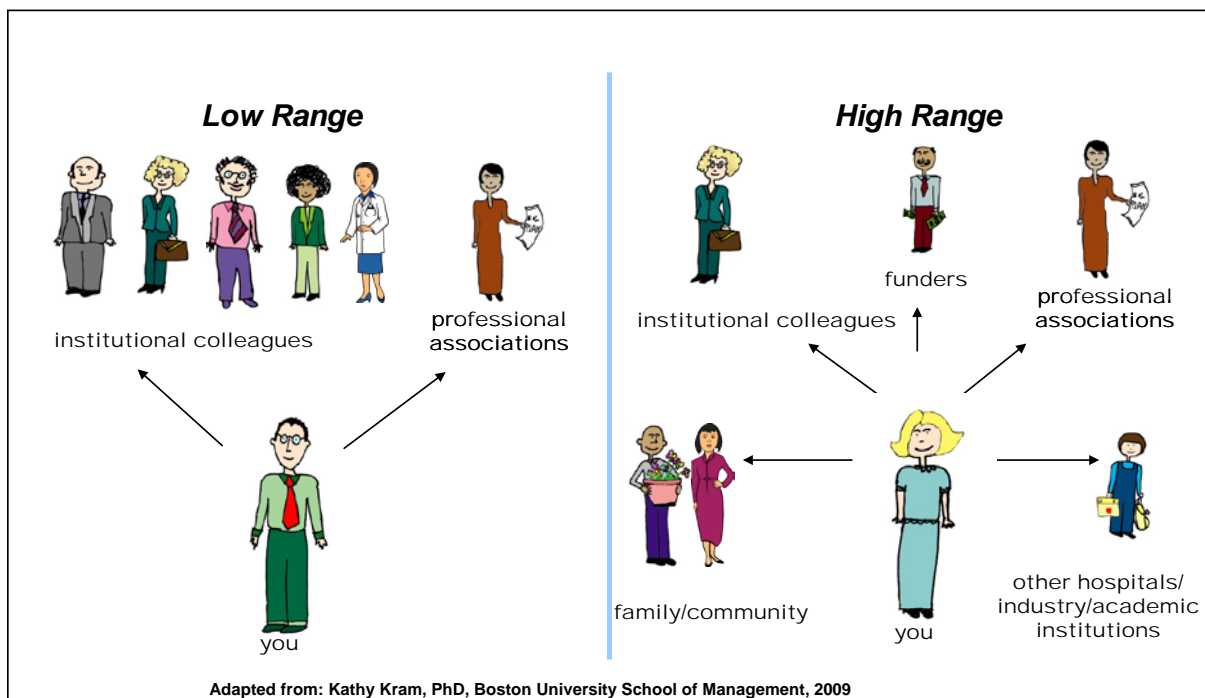 Low Range
institutional colleagues
professional
associations
you
High Range
institutional colleagues
funders
professional
associations
PLAN
family/community
you
other hospitals/
industry/academic
institutions
Adapted from: Kathy Kram, PhD, Boston University School of Management, 2009